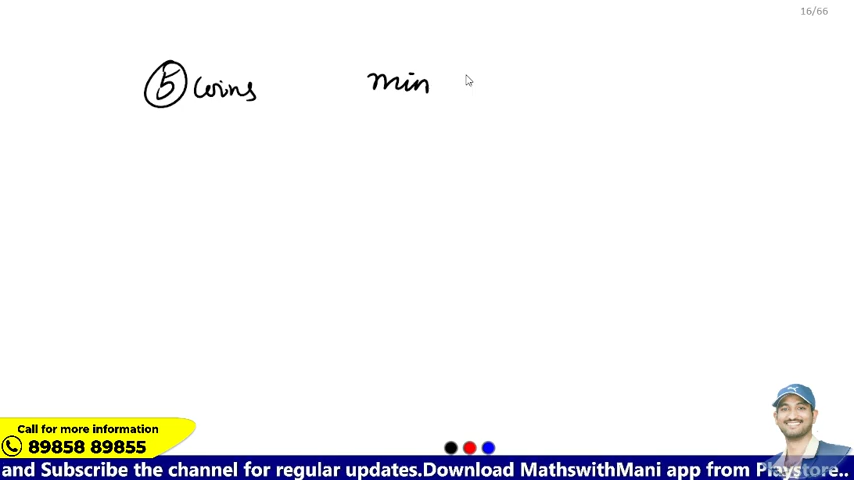 16/66
5 coins min
Call for more information
89858 89855
and Subscribe the channel for regular updates.Download MathswithMani app from Playstore..